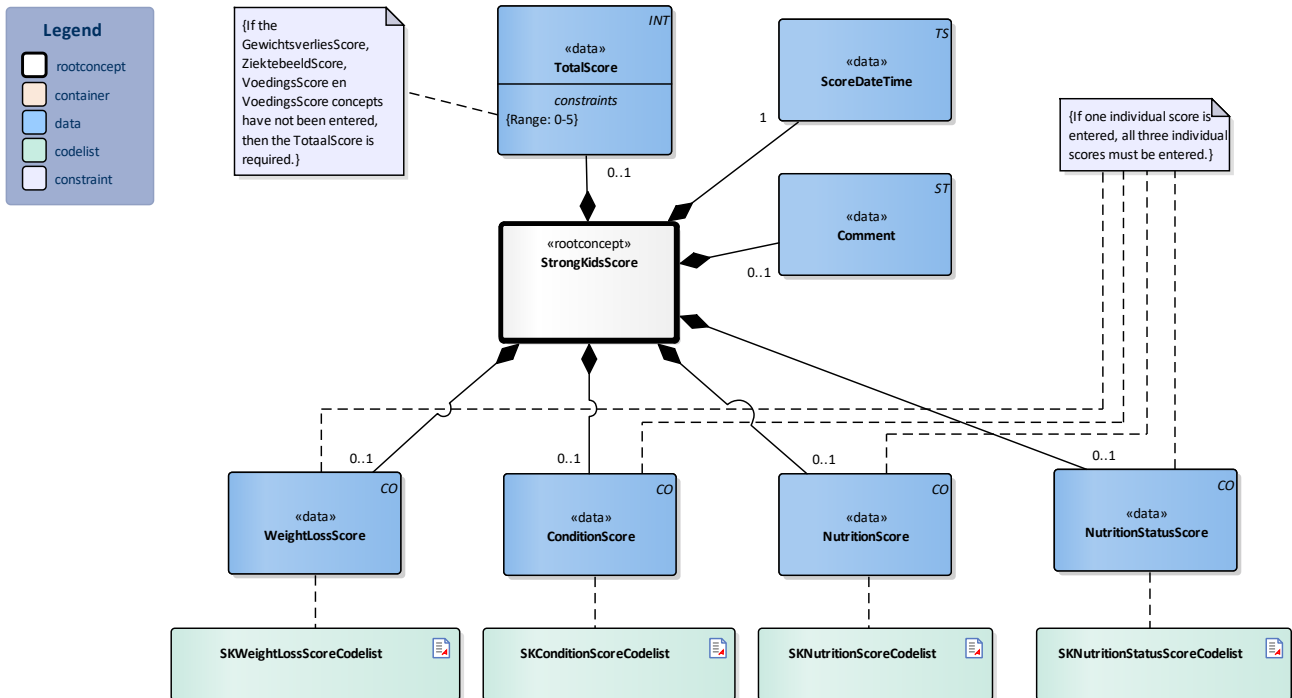 Legend
rootconcept
container
data
codelist
constraint
{If the
GewichtsverliesScore,
ZiektebeeldScore,
VoedingsScore en
VoedingsScore concepts
have not been entered,
then the TotaalScore is
required.}
INT
«data»
TotalScore
constraints
{Range: 0-5}
0..1
TS
«data»
ScoreDateTime
1
{If one individual score is
entered, all three individual
scores must be entered.}
ST
«data»
Comment
0..1
«rootconcept»
StrongKidsScore
0..1
0..1
0..1
0..1
CO
«data»
WeightLossScore
CO
«data»
ConditionScore
CO
«data»
NutritionScore
CO
«data»
NutritionStatusScore
SKWeightLossScoreCodelist
SKConditionScoreCodelist
SKNutritionScoreCodelist
SKNutritionStatusScoreCodelist